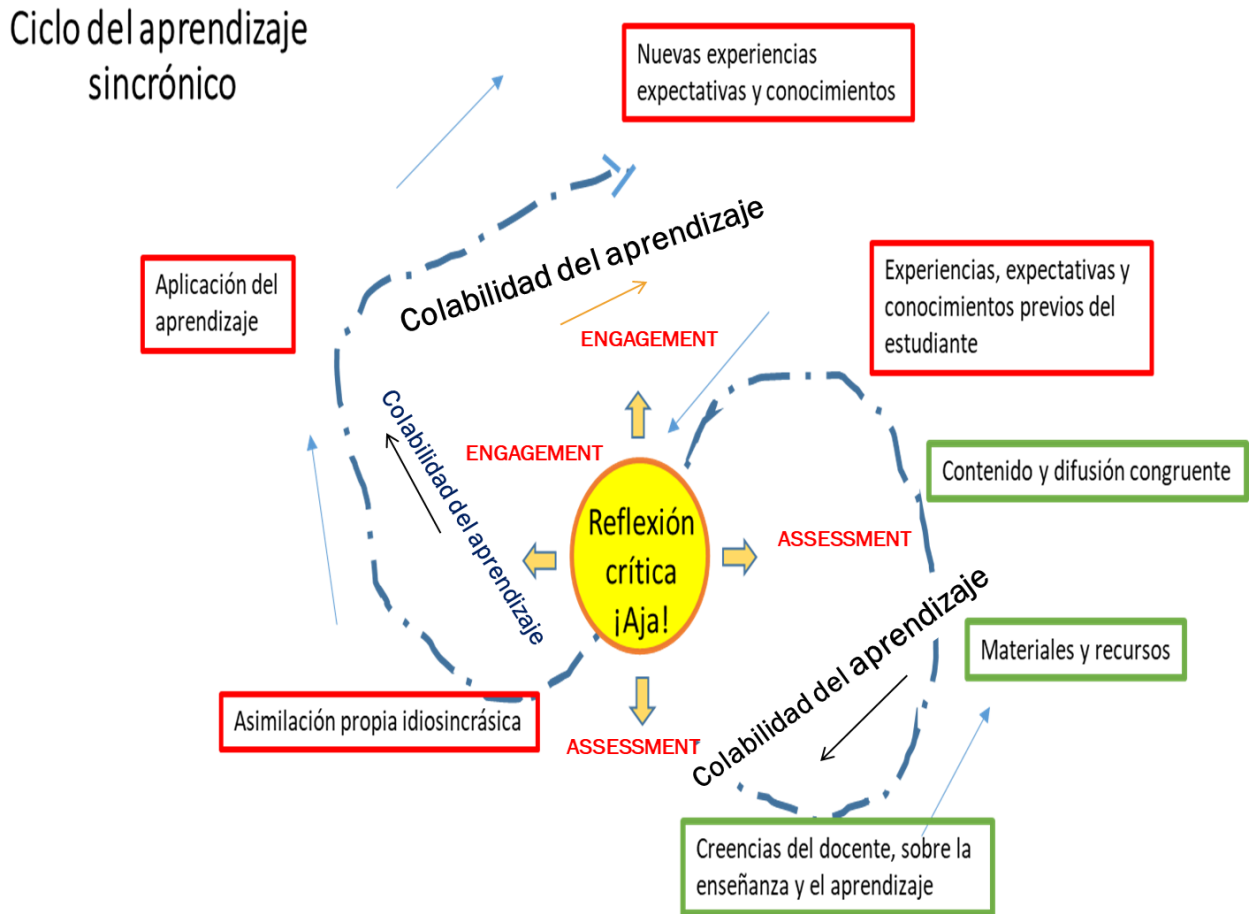 Ciclo del aprendizaje
sincrónico
Nuevas experiencias
expectativas y conocimientos
Colabilidad del aprendizaje
Aplicación del
aprendizaje
Experiencias, expectativas y
conocimientos previos del
estudiante
ENGAGEMENT
Colabilidad del aprendizaje
ENGAGEMENT
Contenido y difusión congruente
Reflexión
crítica
¡Aja!
ASSESSMENT
Colabilidad del aprendizaje
Materiales y recursos
Asimilación propia idiosincrásica
ASSESSMENT
Creencias del docente, sobre la
enseñanza y el aprendizaje